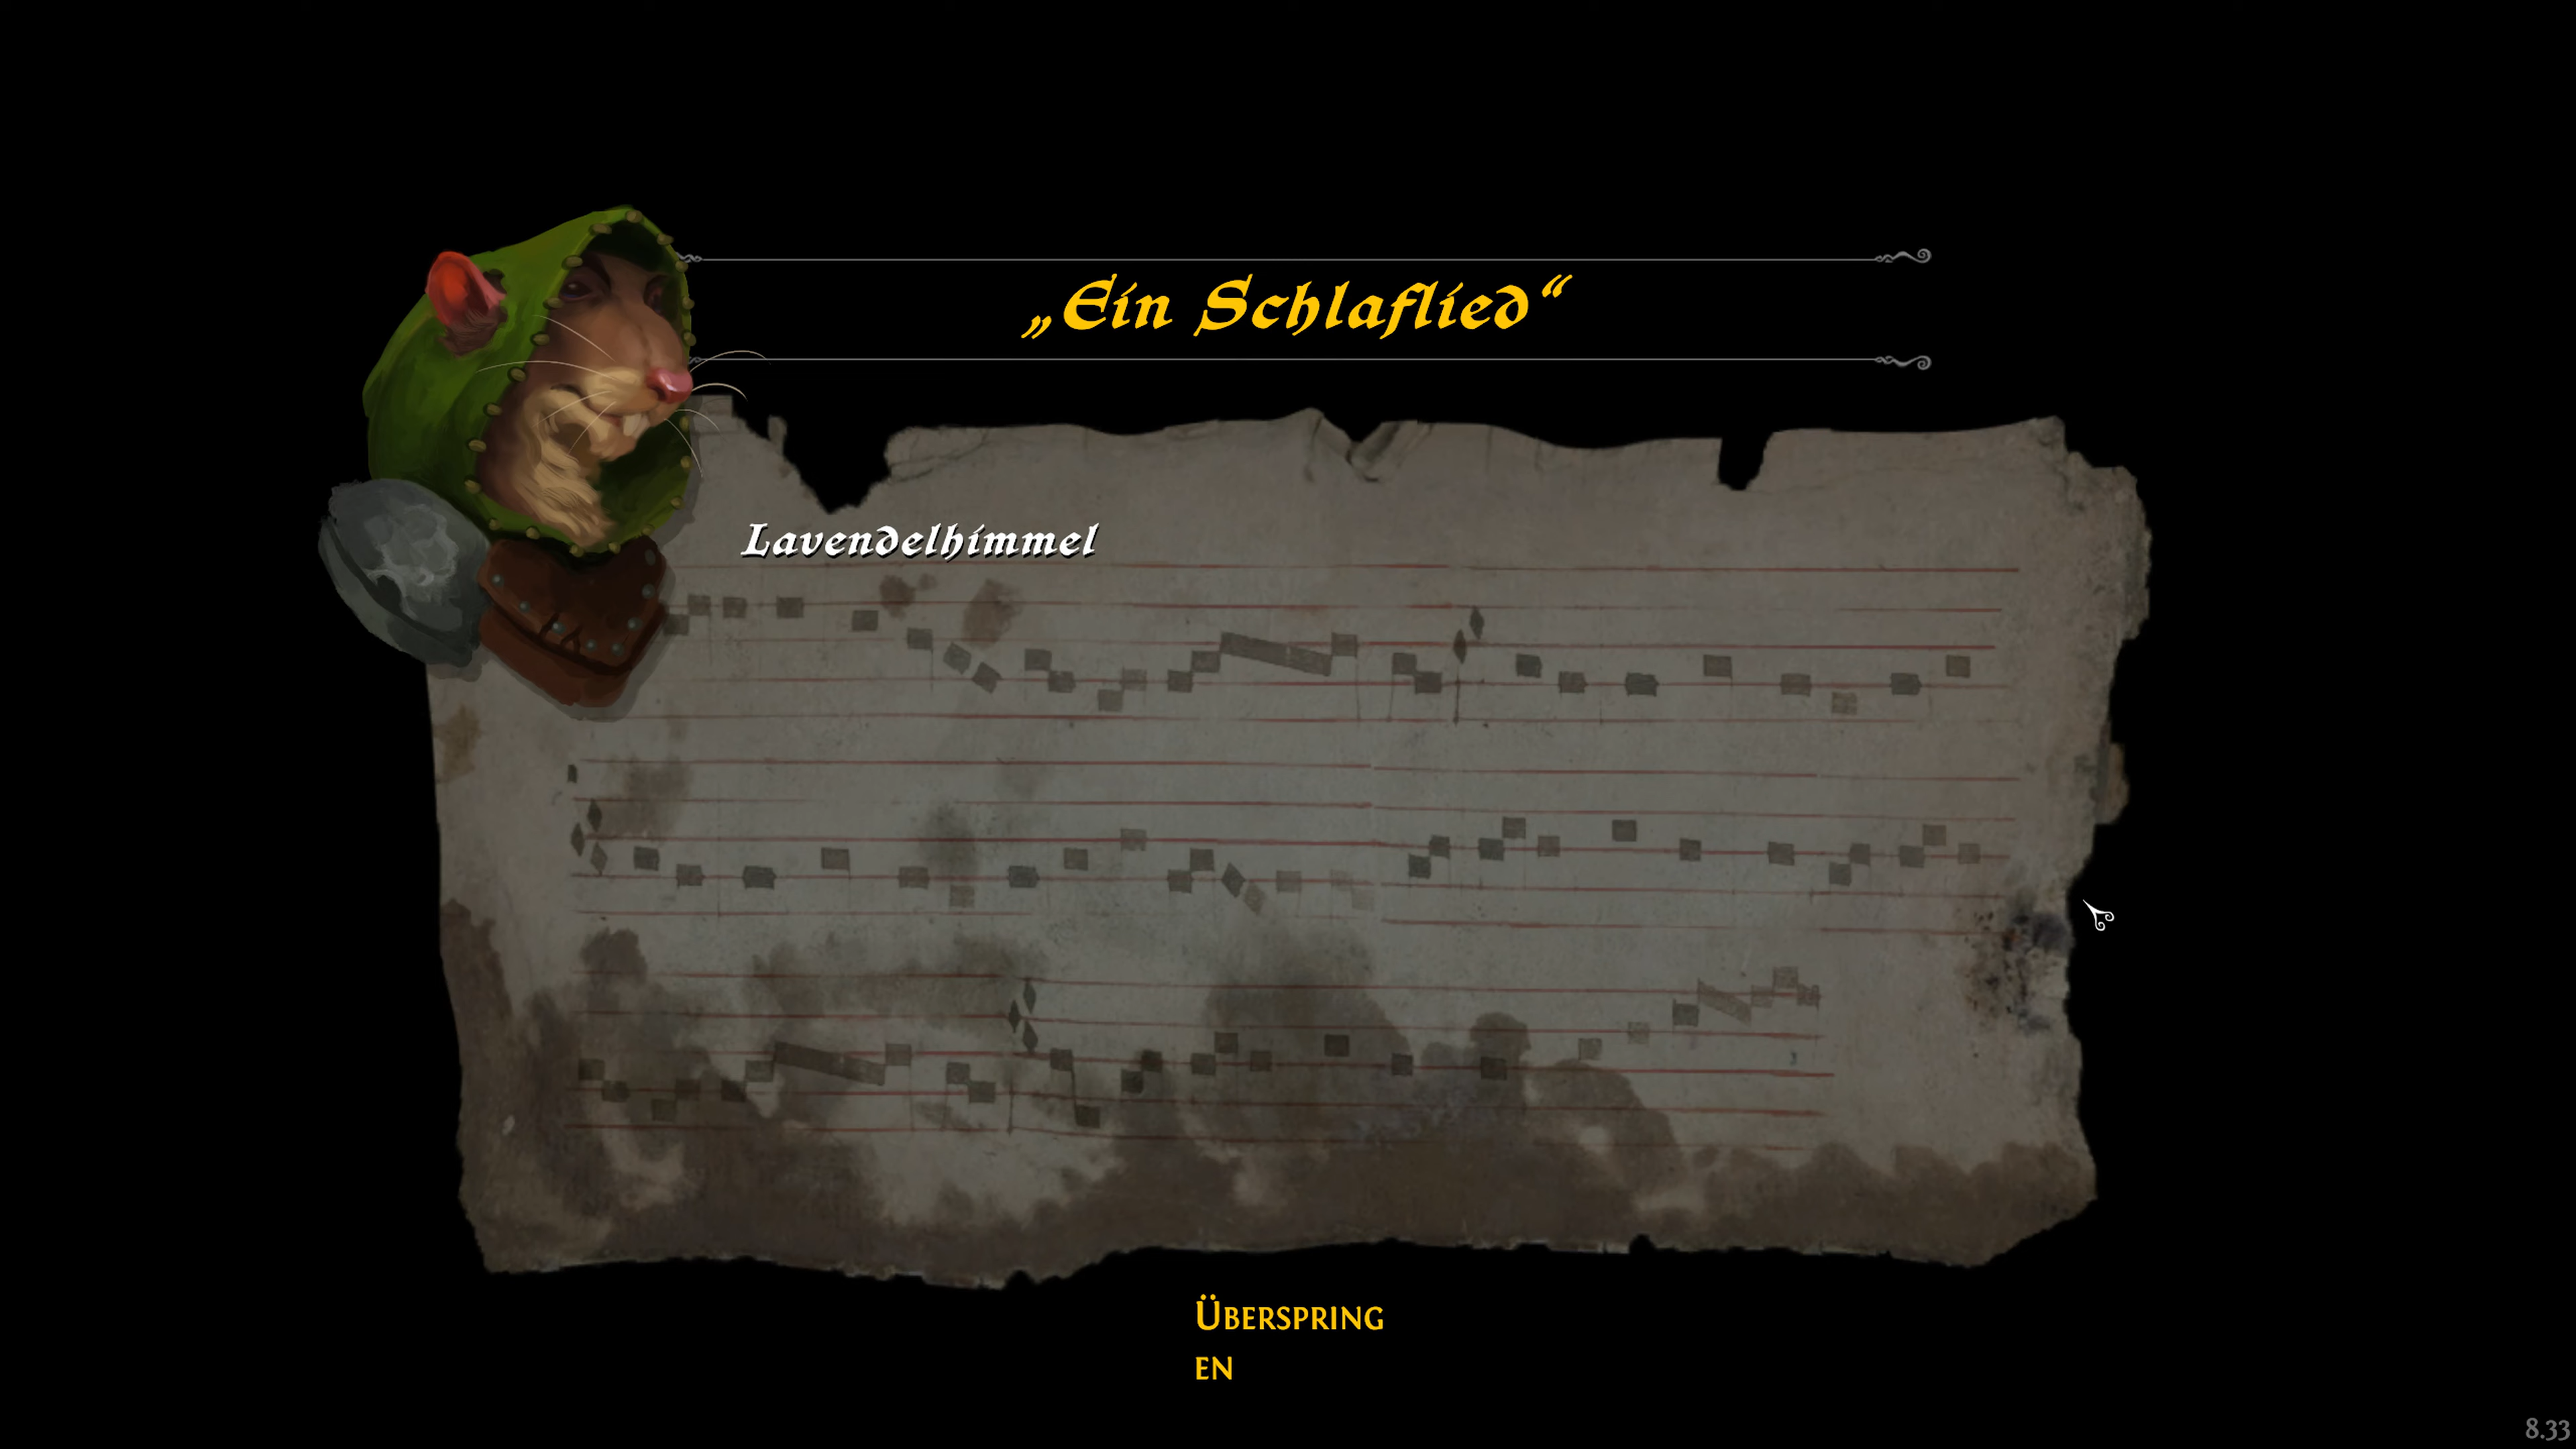 „Ein Schlaflied“
Lavendelhimmel
Überspring
en
8.33